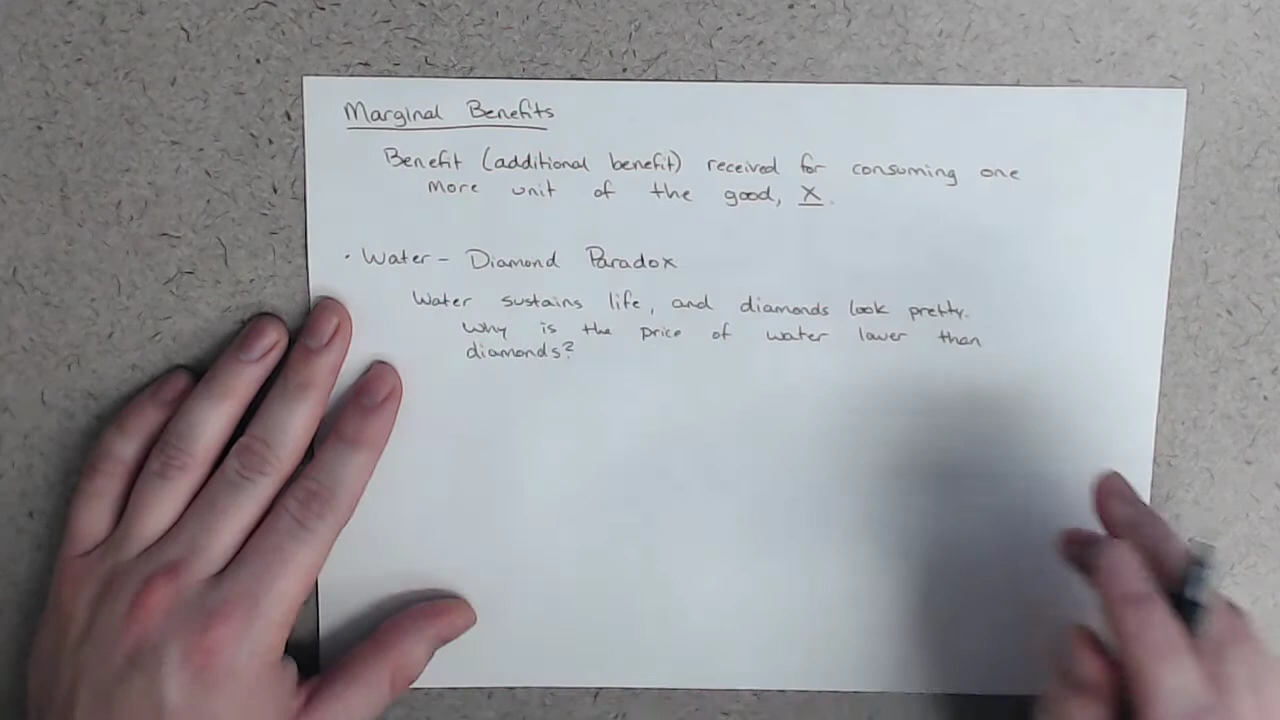 Marginal Benefits
Benefit (additional benefit) received for consuming one
more unit of the good, X.
· Water - Diamond Paradox
Water sustains life, and diamonds look pretty.
Why is the price of water lower than
diamonds?